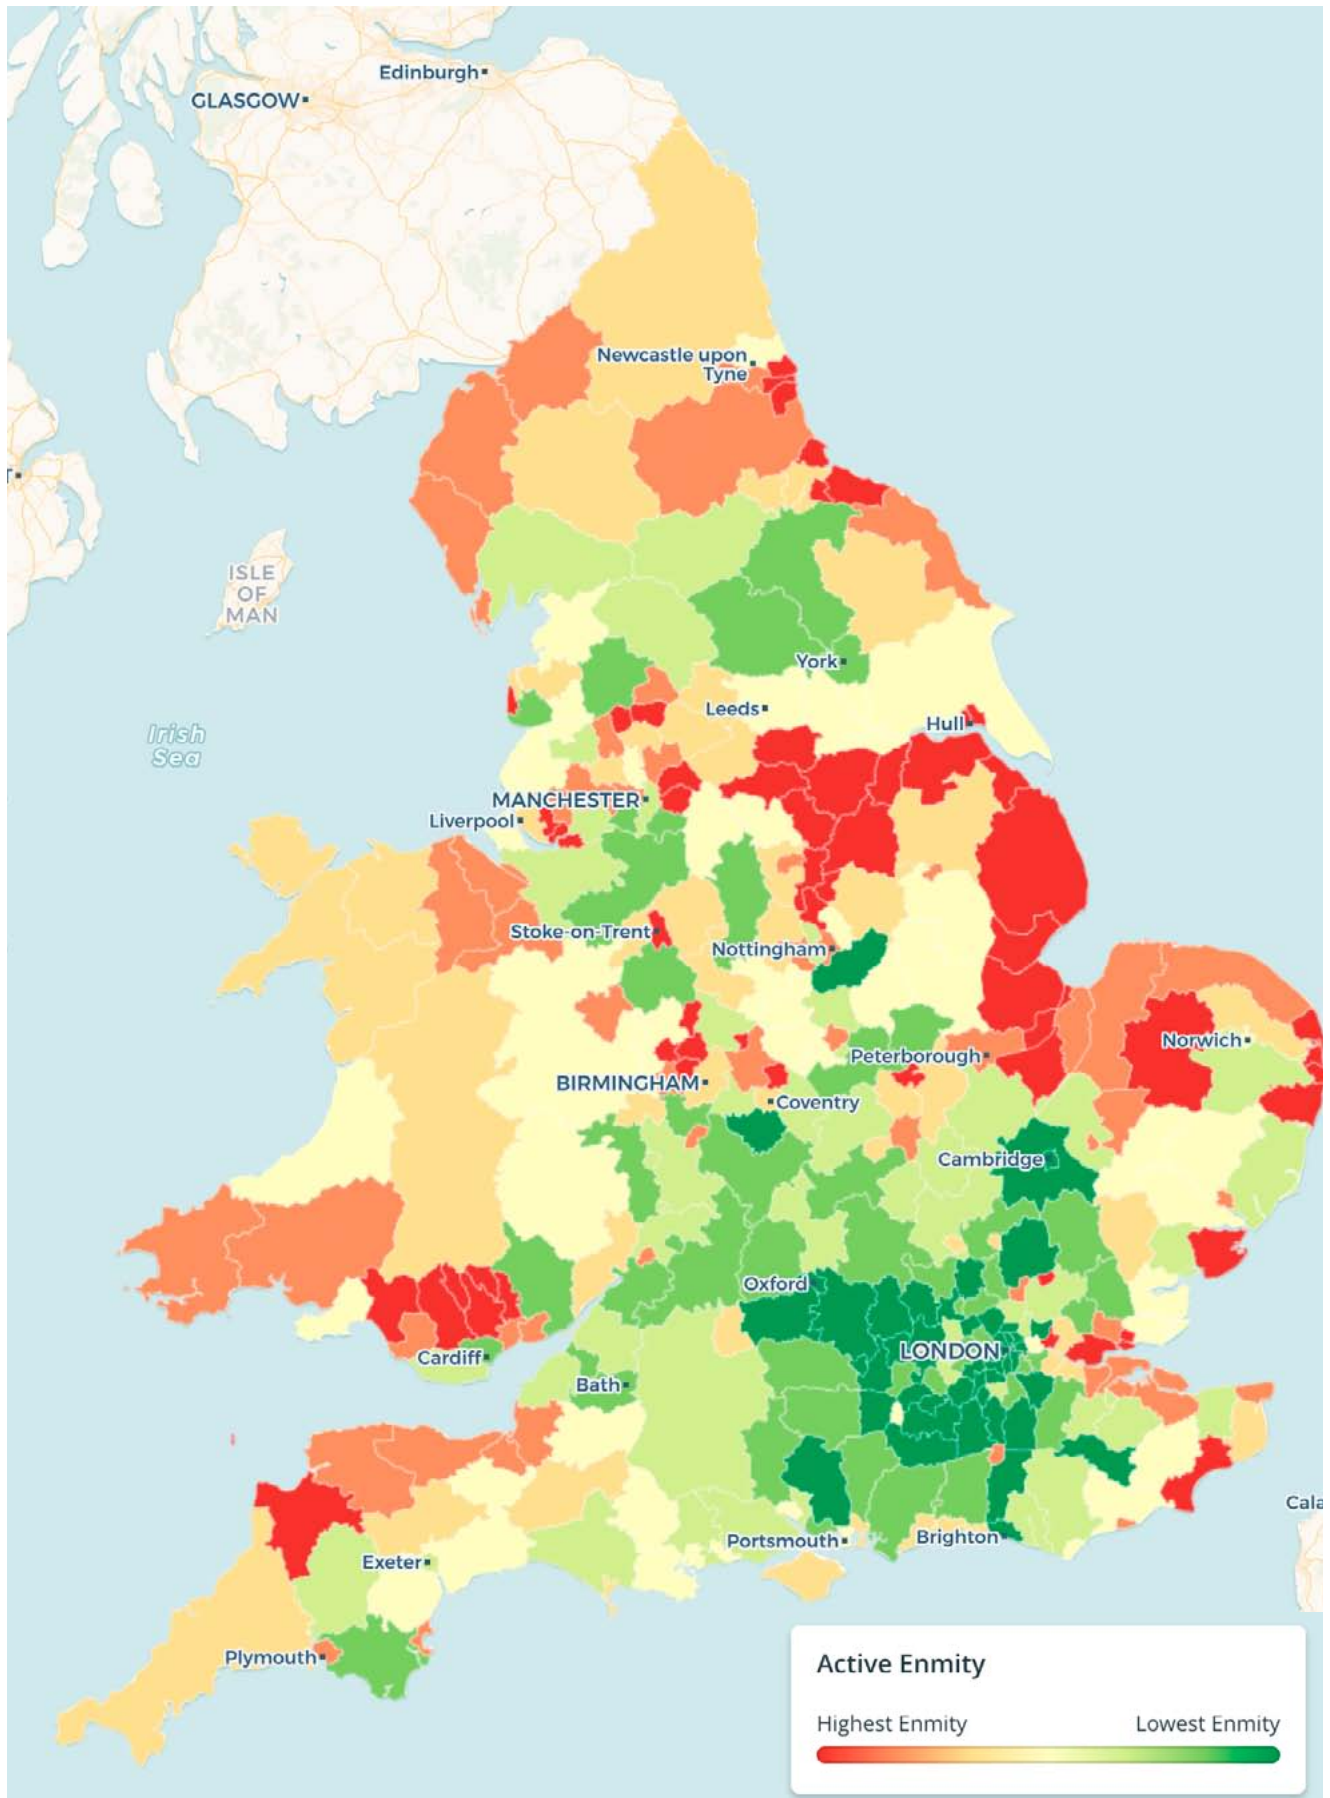 Edinburgh
GLASGOW
Newcastle upon
Tyne
T
ISLE
OF
MAN
York
Leeds
Hull
Irish
Sea
MANCHESTER
Liverpool
Stoke-on-Trent
Nottingham
Norwich
Peterborough
BIRMINGHAM
Coventry
Cambridge
Oxford
LONDON
Cardiff
Bath
Cala
Portsmouth
Brighton
Exeter
Plymouth
Active Enmity
Highest Enmity
Lowest Enmity